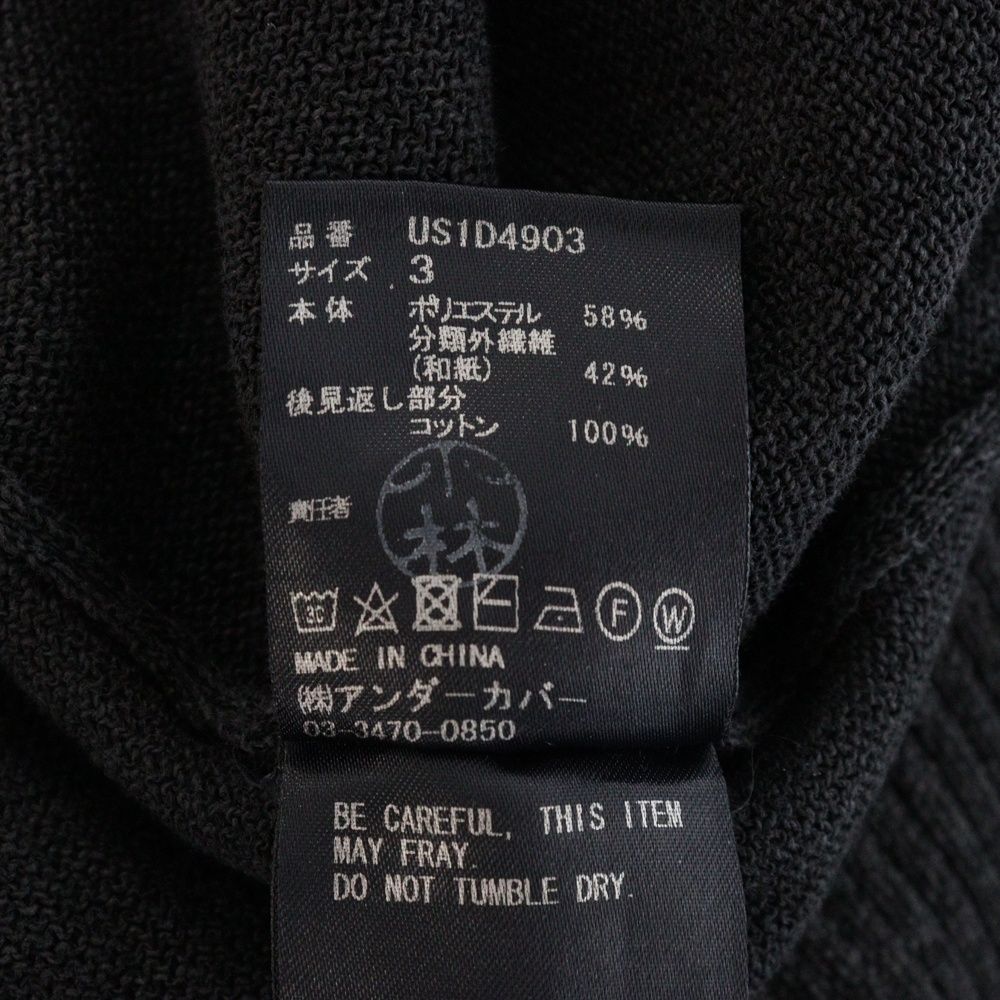 品番 US1D4903
サイズ 3
本体 ポリエステル 58%
分類外繊維
(和紙) 42%
後見返し部分
コットン 100%
責任者 小林
3C F W
MADE IN CHINA
(株)アンダーカバー
03-3470-0850
BE CAREFUL, THIS ITEM
MAY FRAY.
DO NOT TUMBLE DRY.